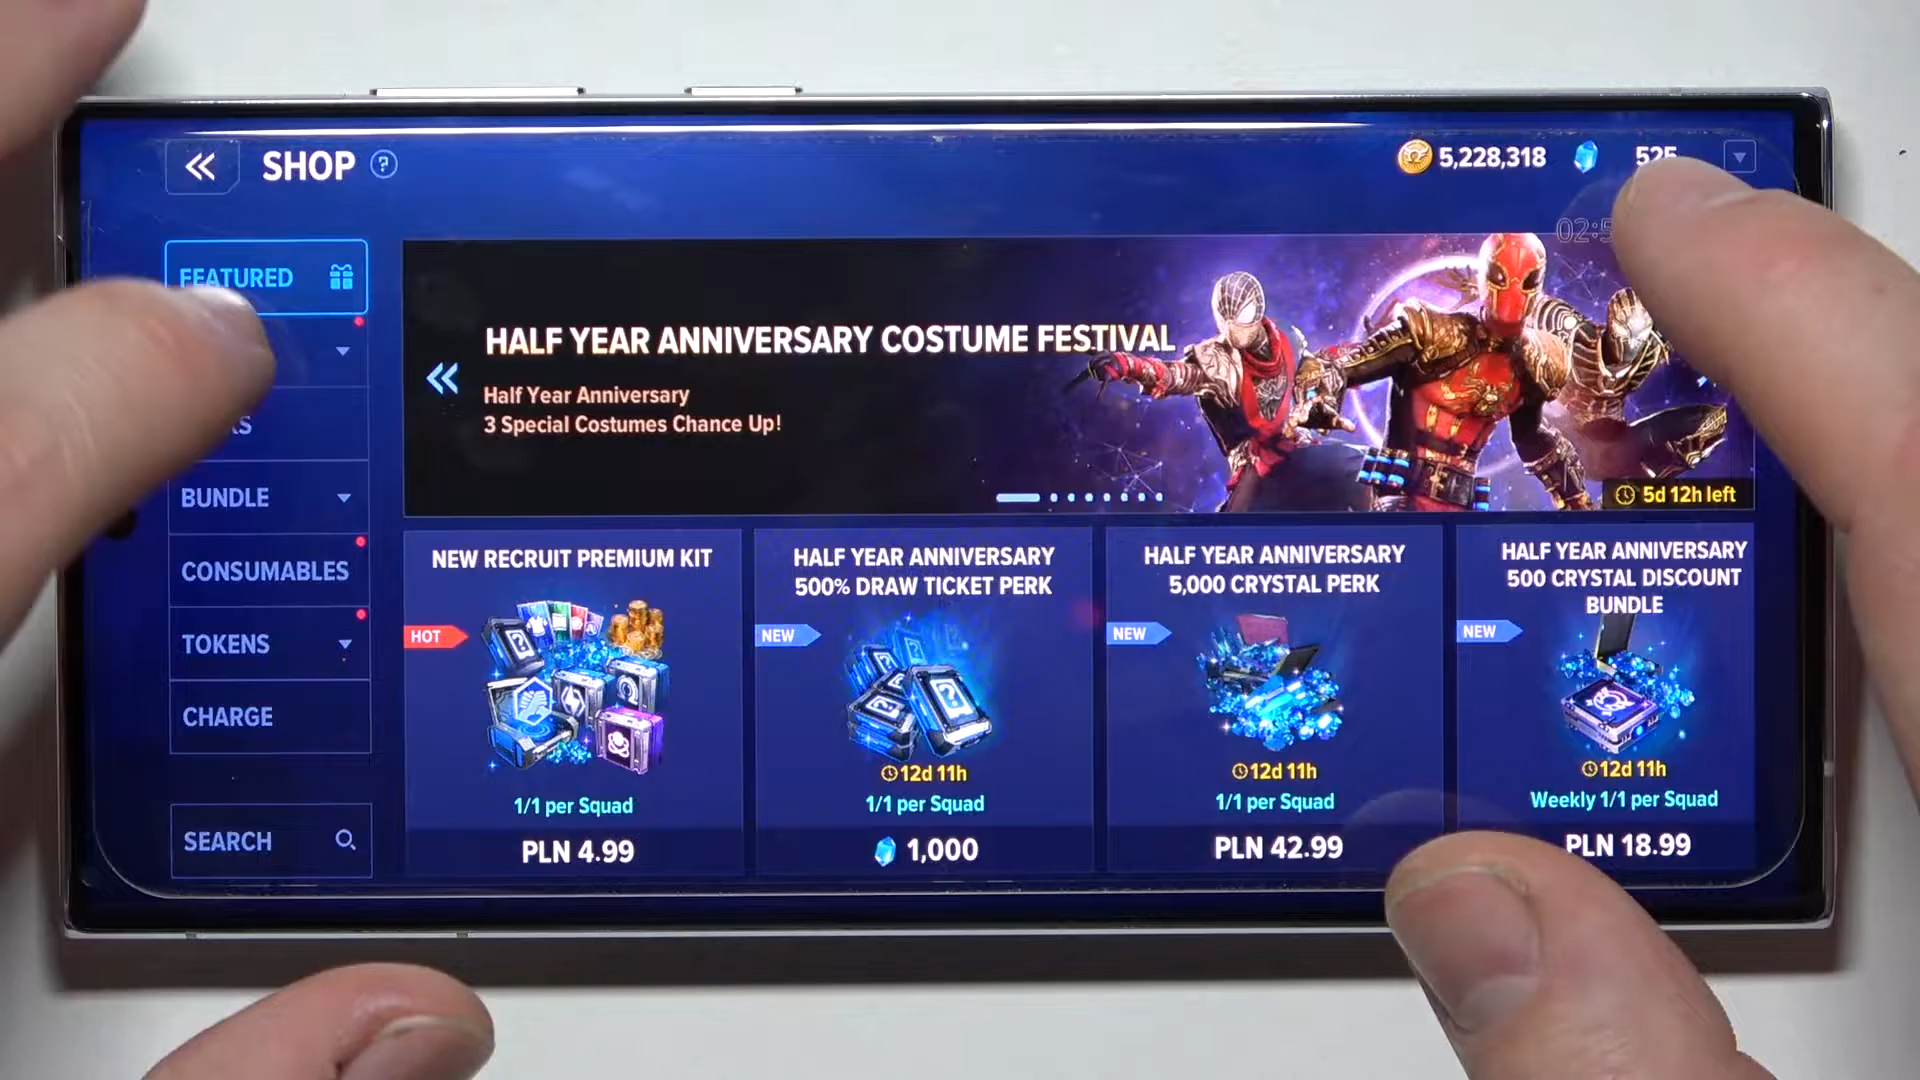 SHOP ?
5,228,318 525
FEATURED
BUNDLE
CONSUMABLES
TOKENS
CHARGE
SEARCH
HALF YEAR ANNIVERSARY COSTUME FESTIVAL
Half Year Anniversary
3 Special Costumes Chance Up!
5d 12h left
NEW RECRUIT PREMIUM KIT
HOT
1/1 per Squad
PLN 4.99
HALF YEAR ANNIVERSARY
500% DRAW TICKET PERK
NEW
12d 11h
1/1 per Squad
1,000
HALF YEAR ANNIVERSARY
5,000 CRYSTAL PERK
NEW
12d 11h
1/1 per Squad
PLN 42.99
HALF YEAR ANNIVERSARY
500 CRYSTAL DISCOUNT
BUNDLE
NEW
12d 11h
Weekly 1/1 per Squad
PLN 18.99